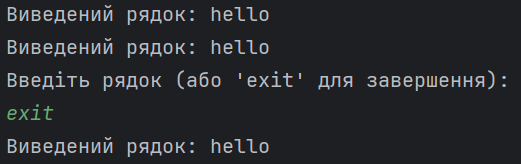 Виведений рядок: hello
Виведений рядок: hello
Введіть рядок (або 'exit' для завершення):
exit
Виведений рядок: hello